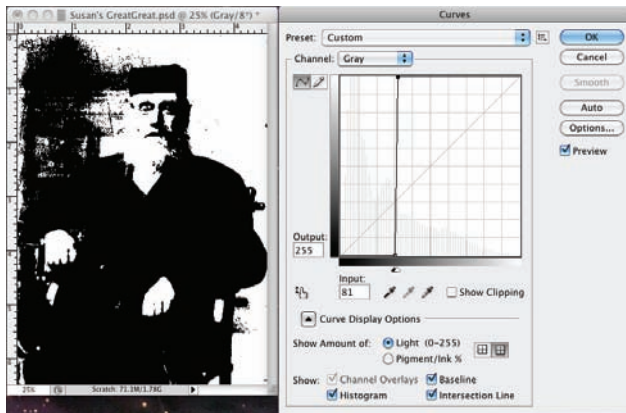 Susan's GreatGreat.psd @ 25% (Gray/8*) *
25%
Scratch: 71.1M/1.78G
Curves
Preset: Custom
Channel: Gray
OK
Cancel
Smooth
Auto
Options...
Preview
Output:
255
Input:
81
Show Clipping
Curve Display Options
Show Amount of: Light (0-255)
Pigment/Ink %
Show: Channel Overlays Baseline
Histogram Intersection Line